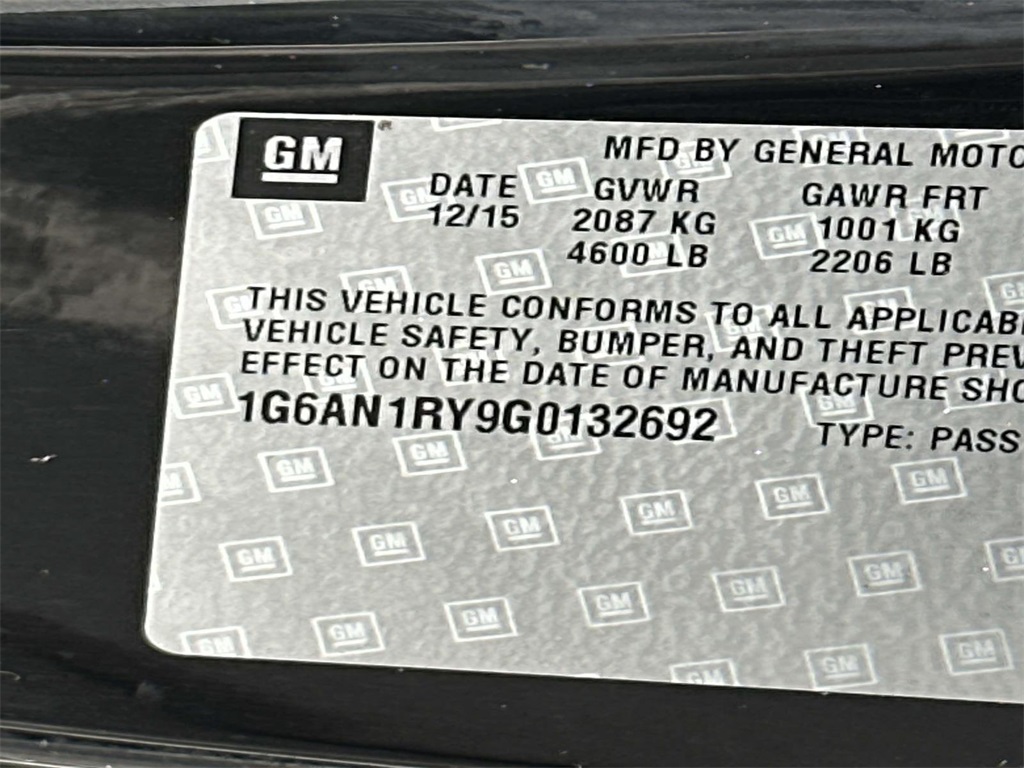 GM
MFD BY GENERAL MOTO
DATE GVWR GAWR FRT
12/15 2087 KG 1001 KG
4600 LB 2206 LB
THIS VEHICLE CONFORMS TO ALL APPLICAB
VEHICLE SAFETY, BUMPER, AND THEFT PREV
EFFECT ON THE DATE OF MANUFACTURE SHO
1G6AN1RY9G0132692
TYPE: PASS